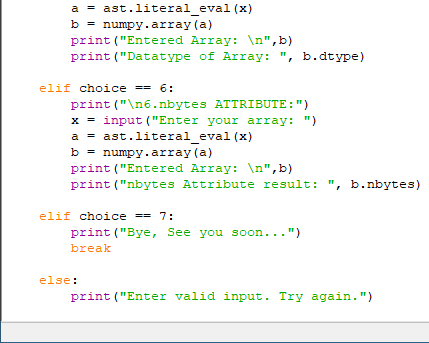 a = ast.literal_eval(x)
b = numpy.array(a)
print("Entered Array: \n",b)
print("Datatype of Array: ", b.dtype)
elif choice == 6:
print("\n6.nbytes ATTRIBUTE:")
x = input("Enter your array: ")
a = ast.literal_eval(x)
b = numpy.array(a)
print("Entered Array: \n",b)
print("nbytes Attribute result: ", b.nbytes)
elif choice == 7:
print("Bye, See you soon...")
break
else:
print("Enter valid input. Try again.")